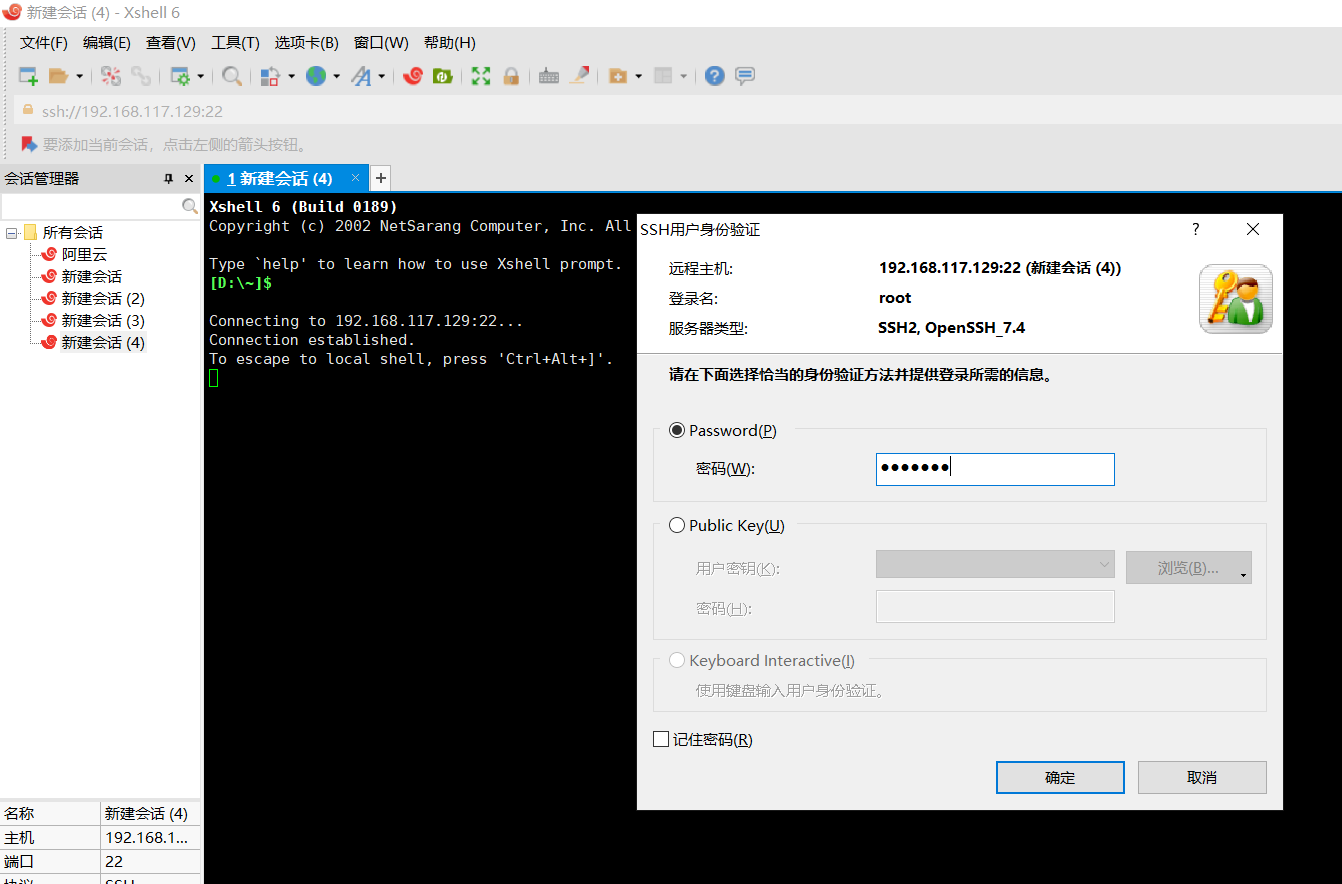 新建会话 (4) - Xshell 6
文件(F) 编辑(E) 查看(V) 工具(T) 选项卡(B) 窗口(W) 帮助(H)
ssh://192.168.117.129:22
要添加当前会话，点击左侧的箭头按钮。
会话管理器
1 新建会话 (4)
所有会话
阿里云
新建会话
新建会话 (2)
新建会话 (3)
新建会话 (4)
名称 新建会话 (4)
主机 192.168.1...
端口 22
Xshell 6 (Build 0189)
Copyright (c) 2002 NetSarang Computer, Inc. All
Type `help' to learn how to use Xshell prompt.
[D:\~]$
Connecting to 192.168.117.129:22...
Connection established.
To escape to local shell, press 'Ctrl+Alt+]'.
SSH用户身份验证
远程主机: 192.168.117.129:22 (新建会话 (4))
登录名: root
服务器类型: SSH2, OpenSSH_7.4
请在下面选择恰当的身份验证方法并提供登录所需的信息。
Password(P)
密码(W): ●●●●●●●
Public Key(U)
用户密钥(K): 浏览(B)...
密码(H):
Keyboard Interactive(I)
使用键盘输入用户身份验证。
记住密码(R)
确定 取消